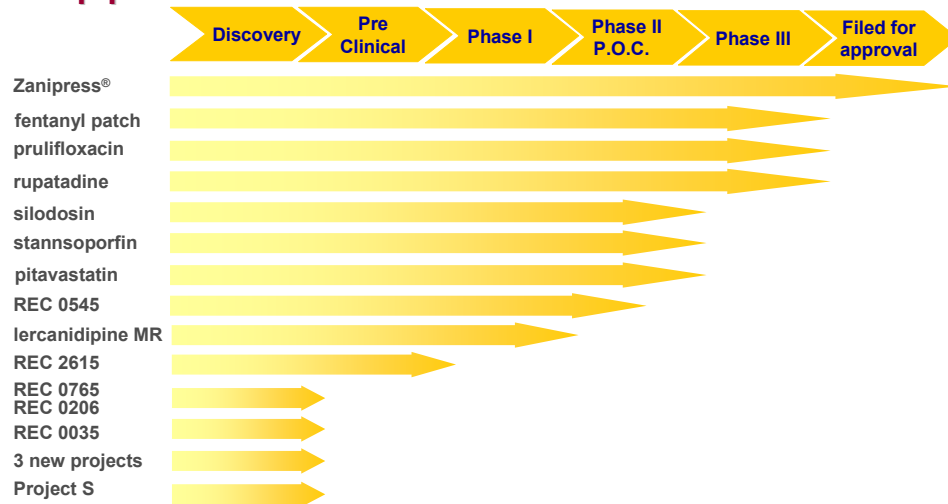 Discovery
Pre
Clinical
Phase I
Phase II
P.O.C.
Phase III
Filed for
approval
Zanipress®
fentanyl patch
prulifloxacin
rupatadine
silodosin
stannsoporfin
pitavastatin
REC 0545
lercanidipine MR
REC 2615
REC 0765
REC 0206
REC 0035
3 new projects
Project S